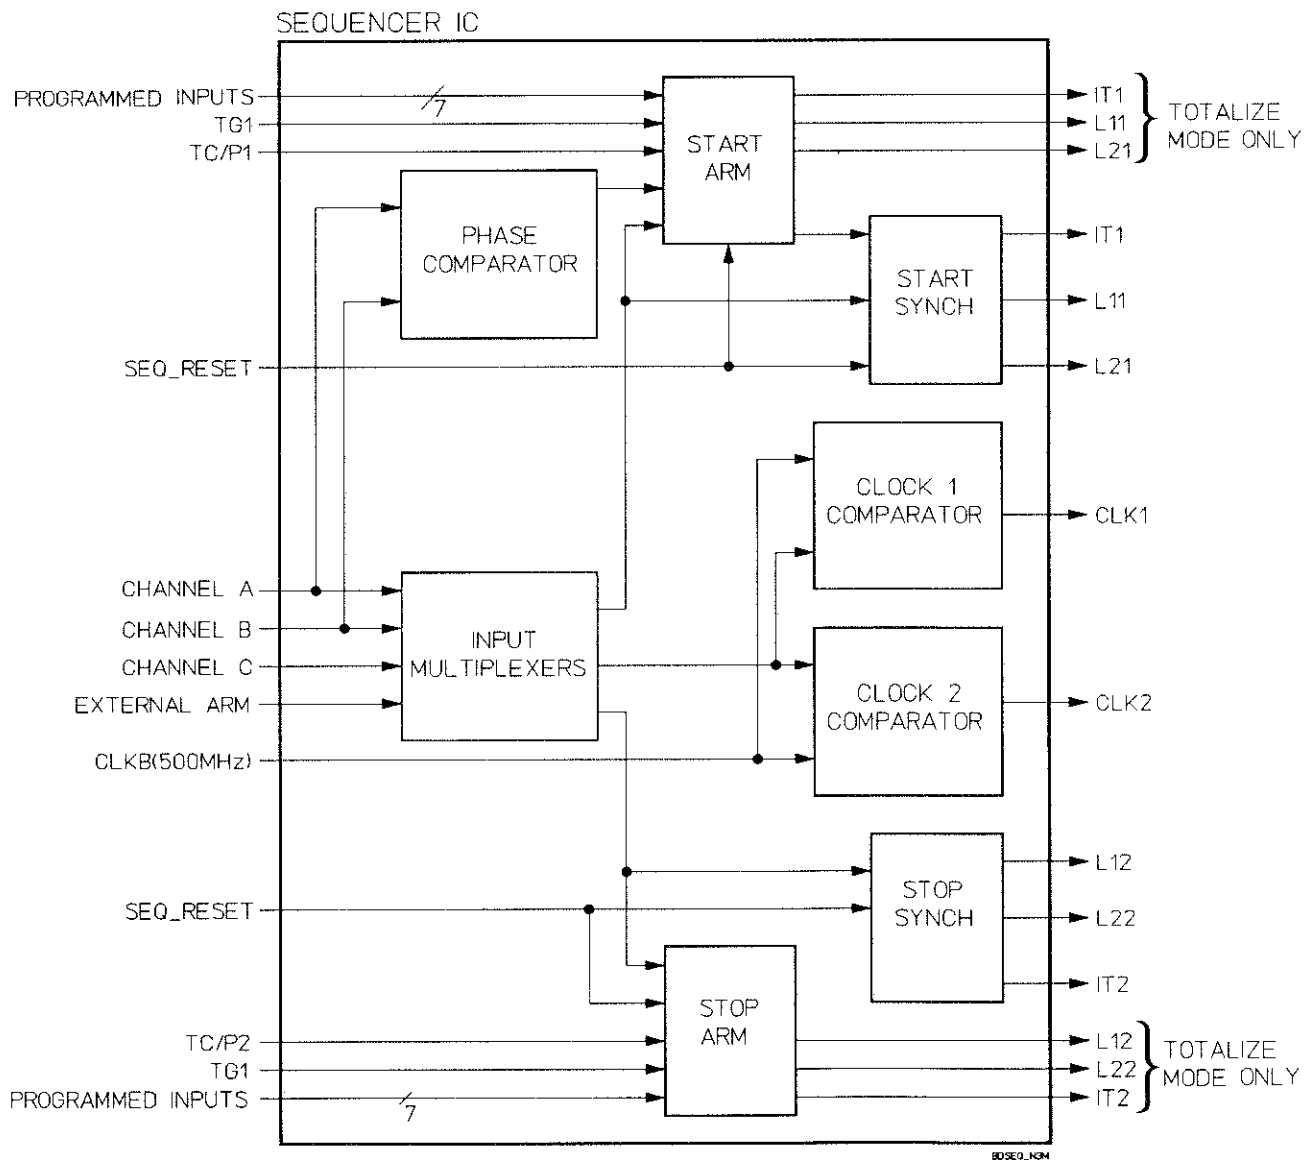 SEQUENCER IC
PROGRAMMED INPUTS
7
TG1
TC/P1
START
ARM
IT1
L11
L21
TOTALIZE
MODE ONLY
PHASE
COMPARATOR
START
SYNCH
IT1
L11
L21
SEQ_RESET
CLOCK 1
COMPARATOR
CLK1
CHANNEL A
CHANNEL B
CHANNEL C
EXTERNAL ARM
INPUT
MULTIPLEXERS
CLOCK 2
COMPARATOR
CLK2
CLKB(500MHz)
STOP
SYNCH
L12
L22
IT2
SEQ_RESET
STOP
ARM
TC/P2
TG1
PROGRAMMED INPUTS
7
L12
L22
IT2
TOTALIZE
MODE ONLY
BDSEQ_N3M